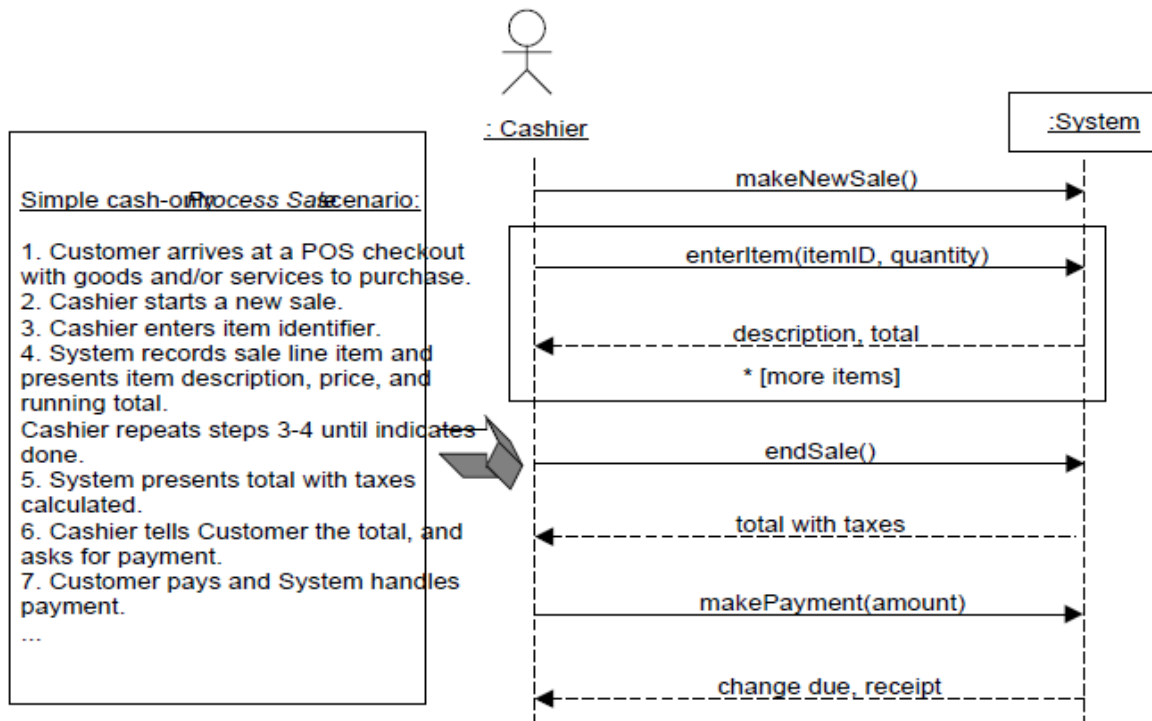 : Cashier
:System
Simple cash-only Process Sale scenario:
1. Customer arrives at a POS checkout
with goods and/or services to purchase.
2. Cashier starts a new sale.
3. Cashier enters item identifier.
4. System records sale line item and
presents item description, price, and
running total.
Cashier repeats steps 3-4 until indicates
done.
5. System presents total with taxes
calculated.
6. Cashier tells Customer the total, and
asks for payment.
7. Customer pays and System handles
payment.
...
makeNewSale()
enterItem(itemID, quantity)
description, total
* [more items]
endSale()
total with taxes
makePayment(amount)
change due, receipt